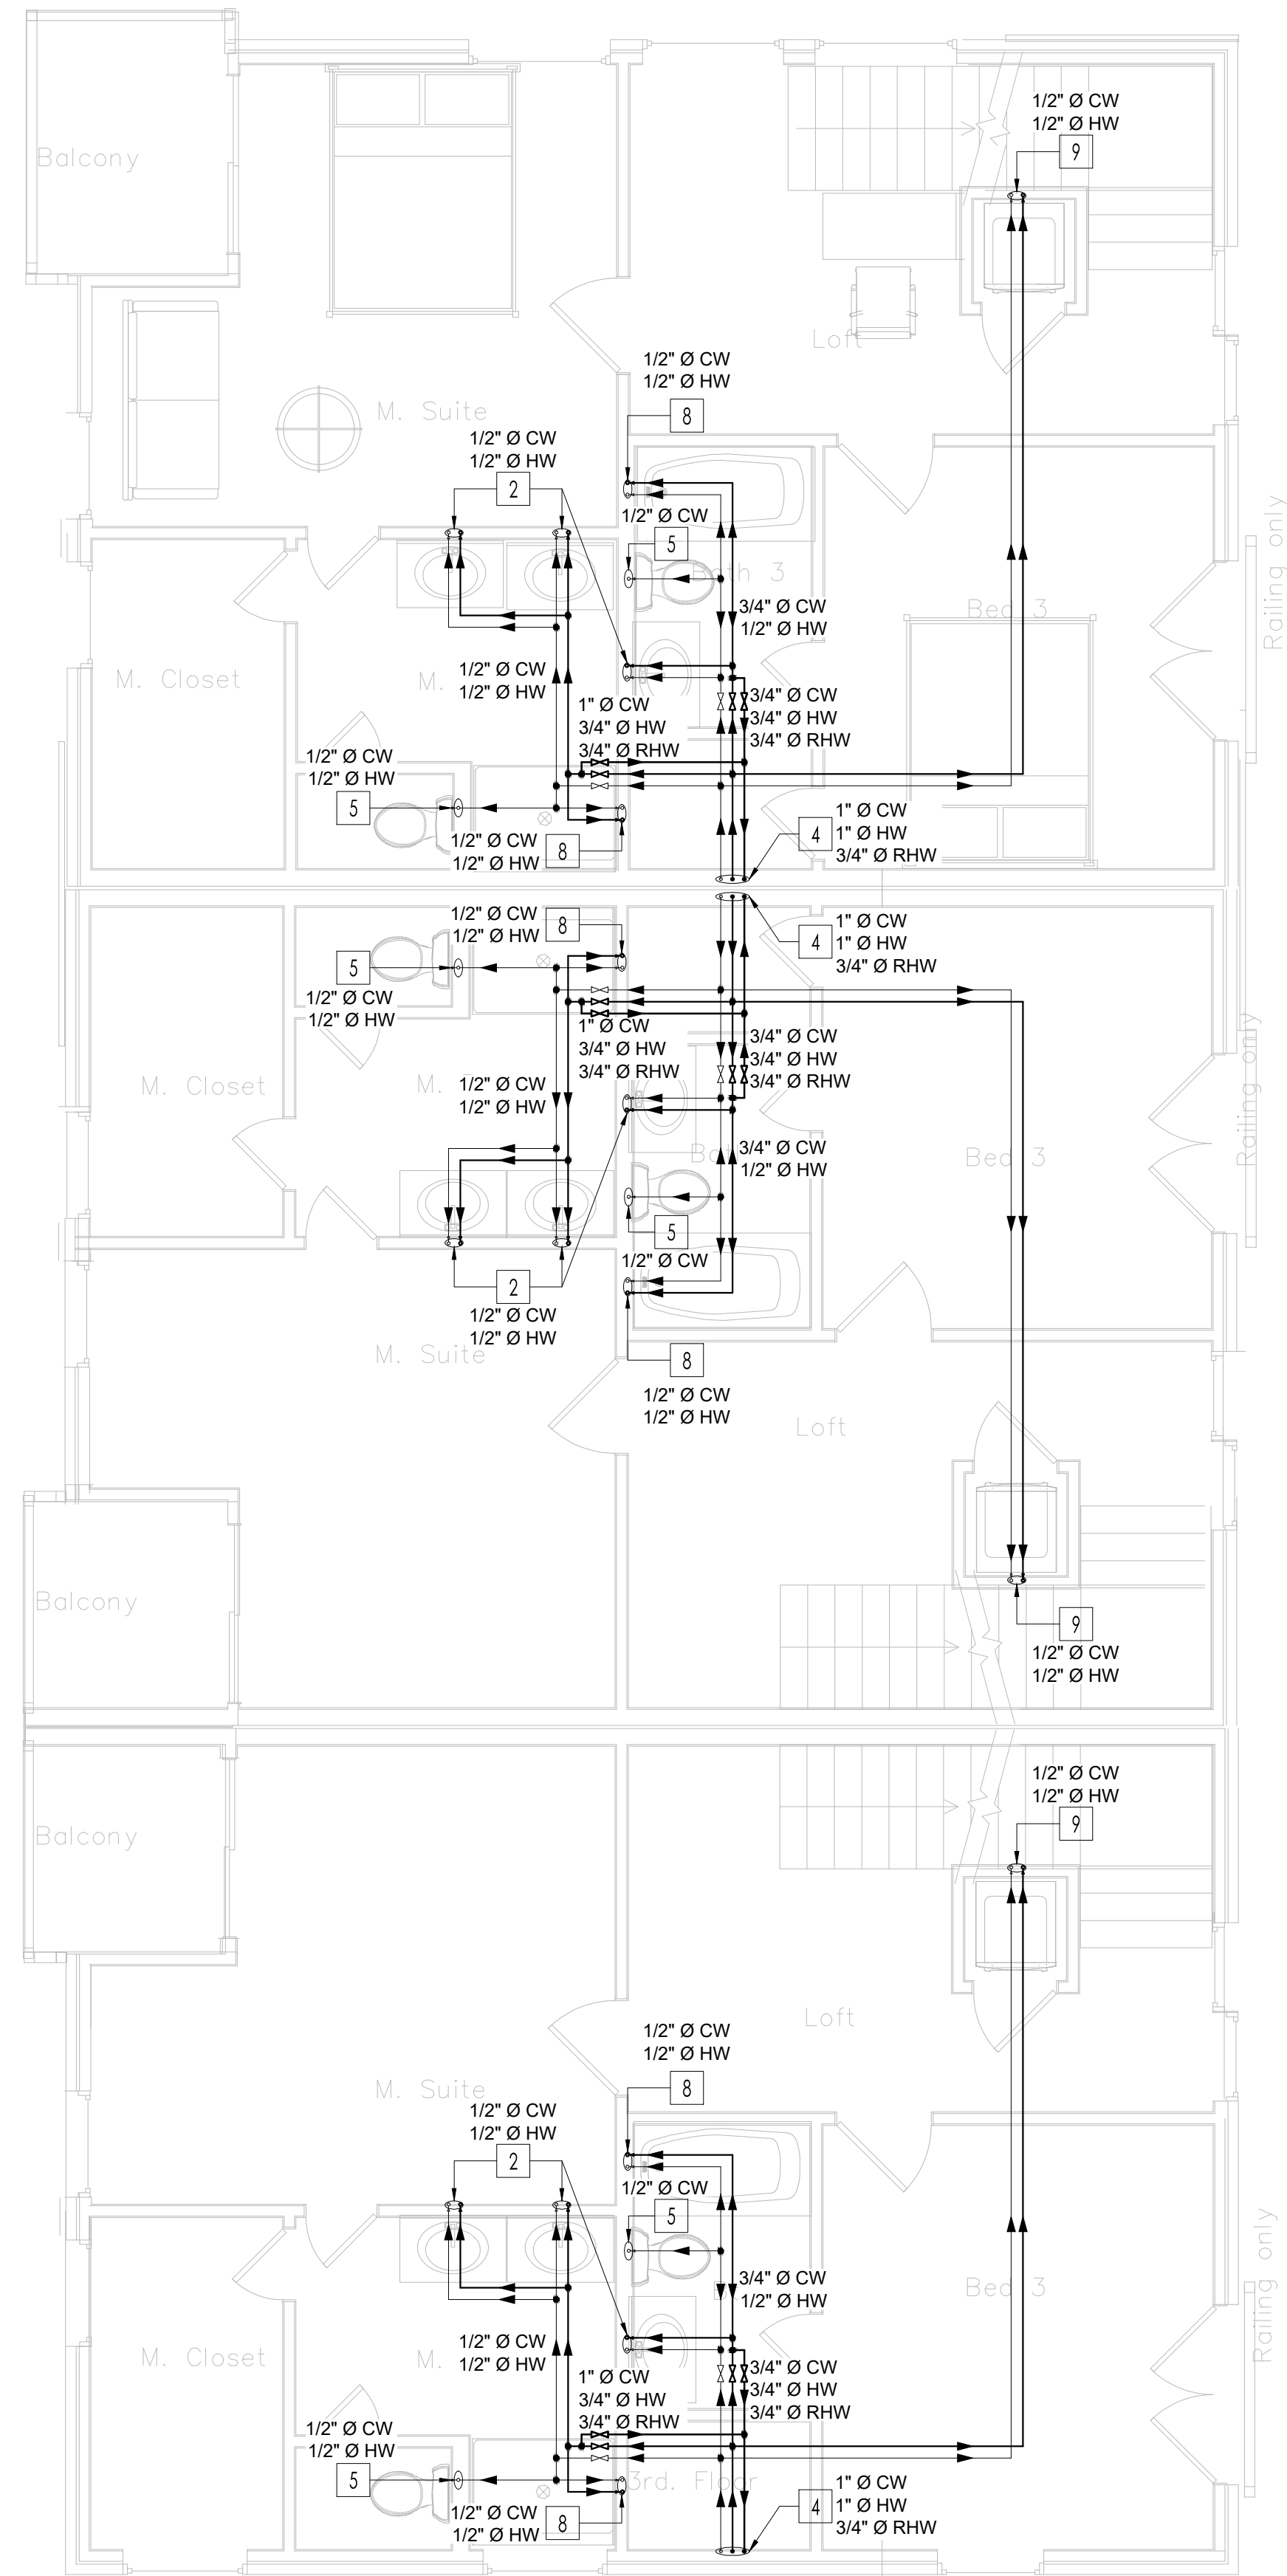 1/2" Ø CW
1/2" Ø HW
9
Balcony
Loft
1/2" Ø CW
1/2" Ø HW
8
M. Suite
1/2" Ø CW
1/2" Ø HW
2
1/2" Ø CW
5
Bath 3
Railing only
3/4" Ø CW
1/2" Ø HW
Bed 3
M. Closet
M.
1/2" Ø CW
1/2" Ø HW
1" Ø CW
3/4" Ø HW
3/4" Ø RHW
3/4" Ø CW
3/4" Ø HW
3/4" Ø RHW
1/2" Ø CW
1/2" Ø HW
5
1/2" Ø CW
1/2" Ø HW
8
4
1" Ø CW
1" Ø HW
3/4" Ø RHW
1/2" Ø CW
1/2" Ø HW
8
4
1" Ø CW
1" Ø HW
3/4" Ø RHW
5
1/2" Ø CW
1/2" Ø HW
1" Ø CW
3/4" Ø HW
3/4" Ø RHW
3/4" Ø CW
3/4" Ø HW
3/4" Ø RHW
Railing only
M. Closet
M.
1/2" Ø CW
1/2" Ø HW
3/4" Ø CW
1/2" Ø HW
Bed 3
5
1/2" Ø CW
2
1/2" Ø CW
1/2" Ø HW
M. Suite
8
1/2" Ø CW
1/2" Ø HW
Loft
Balcony
9
1/2" Ø CW
1/2" Ø HW
1/2" Ø CW
1/2" Ø HW
9
Balcony
Loft
1/2" Ø CW
1/2" Ø HW
8
M. Suite
1/2" Ø CW
1/2" Ø HW
2
1/2" Ø CW
5
Railing only
3/4" Ø CW
1/2" Ø HW
Bed 3
M. Closet
M.
1/2" Ø CW
1/2" Ø HW
1" Ø CW
3/4" Ø HW
3/4" Ø RHW
3/4" Ø CW
3/4" Ø HW
3/4" Ø RHW
1/2" Ø CW
1/2" Ø HW
5
3rd. Floor
1/2" Ø CW
1/2" Ø HW
8
4
1" Ø CW
1" Ø HW
3/4" Ø RHW